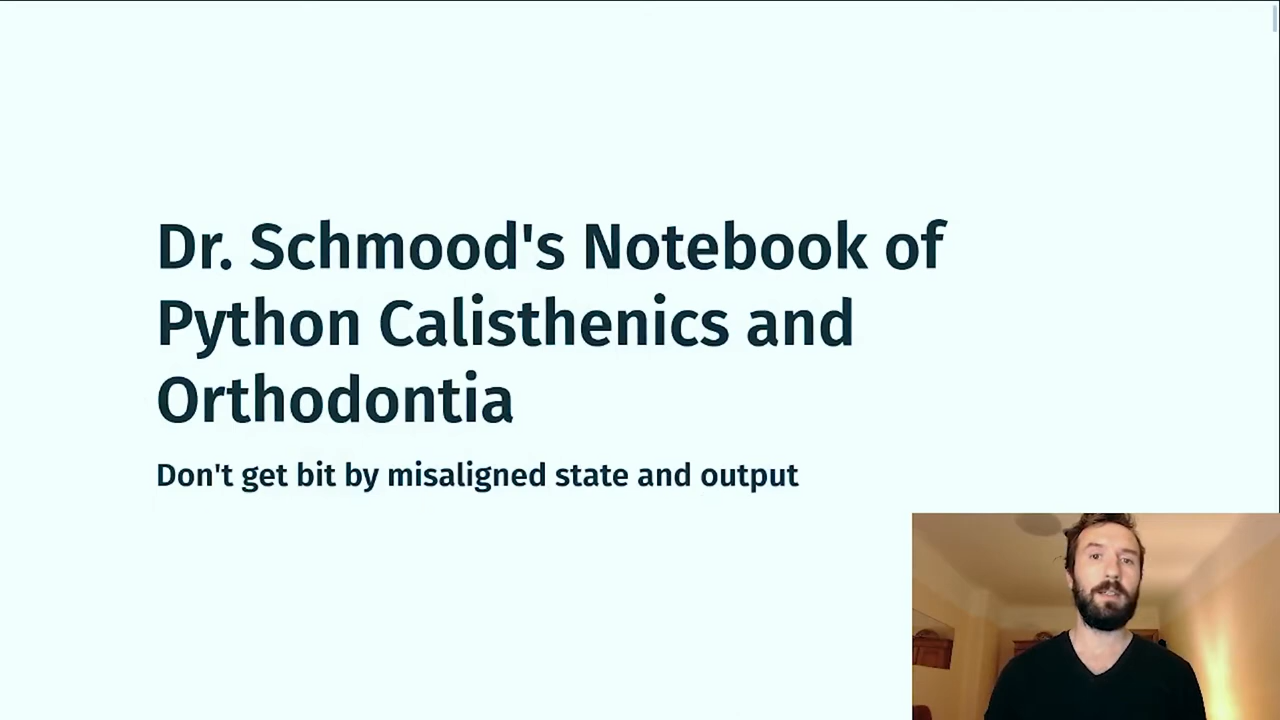 Dr. Schmood's Notebook of
Python Calisthenics and
Orthodontia
Don't get bit by misaligned state and output